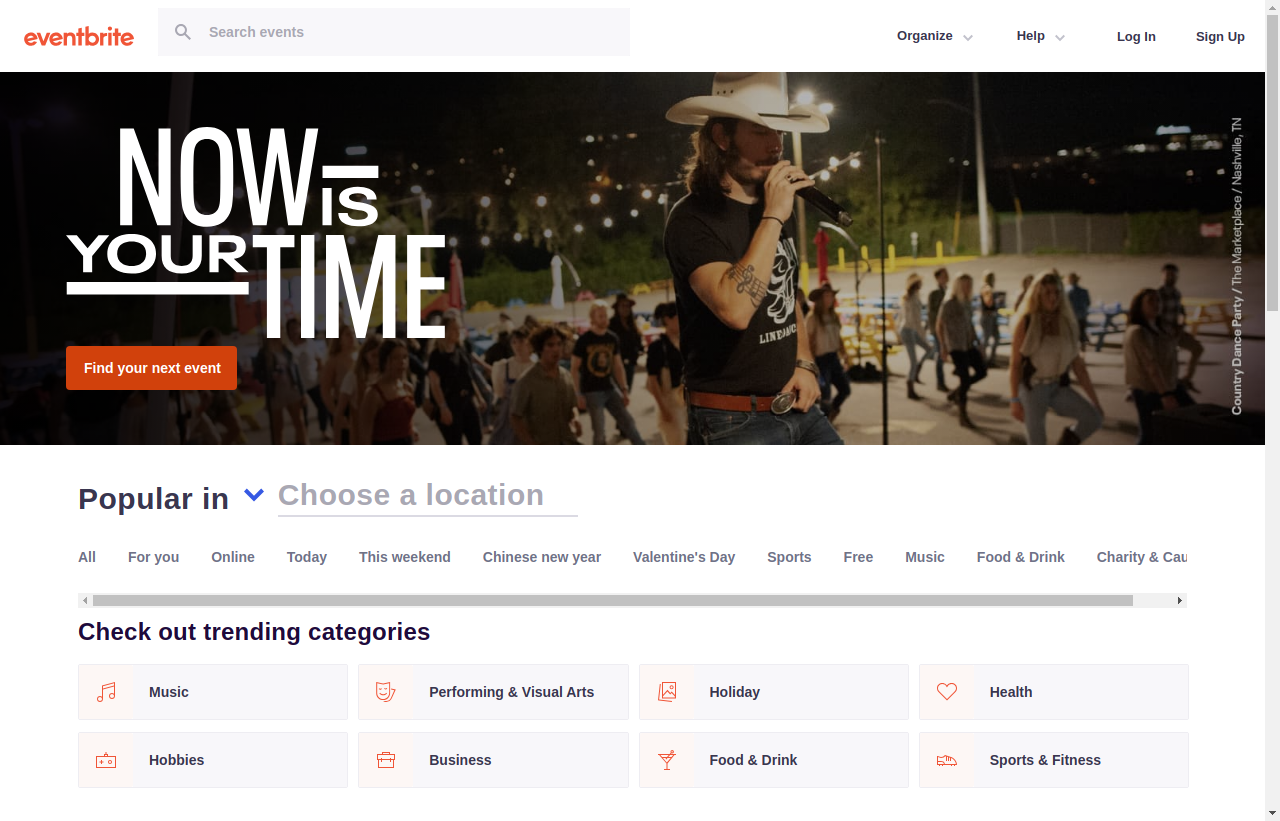 eventbrite
Search events
Organize
Help
Log In
Sign Up
NOW IS
YOUR TIME
Find your next event
LINEDANCE
Country Dance Party / The Marketplace / Nashville, TN
Popular in
Choose a location
All
For you
Online
Today
This weekend
Chinese new year
Valentine's Day
Sports
Free
Music
Food & Drink
Charity & Cau
Check out trending categories
Music
Performing & Visual Arts
Holiday
Health
Hobbies
Business
Food & Drink
Sports & Fitness